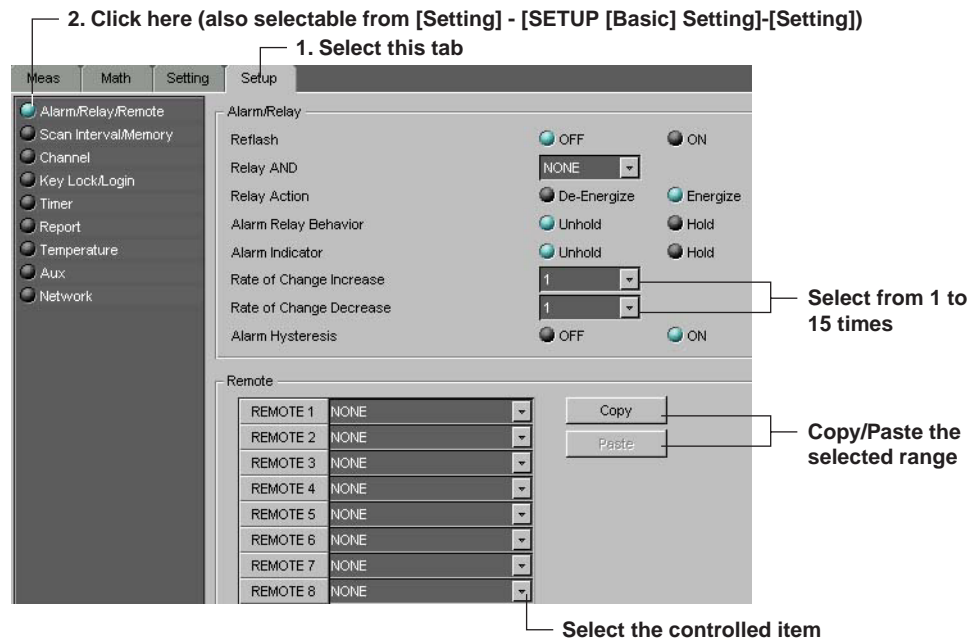 2. Click here (also selectable from [Setting] - [SETUP [Basic] Setting]-[Setting])
1. Select this tab
Meas Math Setting Setup
Alarm/Relay/Remote
Scan Interval/Memory
Channel
Key Lock/Login
Timer
Report
Temperature
Aux
Network
Alarm/Relay
Reflash OFF ON
Relay AND NONE
Relay Action De-Energize Energize
Alarm Relay Behavior Unhold Hold
Alarm Indicator Unhold Hold
Rate of Change Increase 1
Rate of Change Decrease 1
Alarm Hysteresis OFF ON
Select from 1 to
15 times
Remote
REMOTE 1 NONE
REMOTE 2 NONE
REMOTE 3 NONE
REMOTE 4 NONE
REMOTE 5 NONE
REMOTE 6 NONE
REMOTE 7 NONE
REMOTE 8 NONE
Copy
Paste
Copy/Paste the
selected range
Select the controlled item